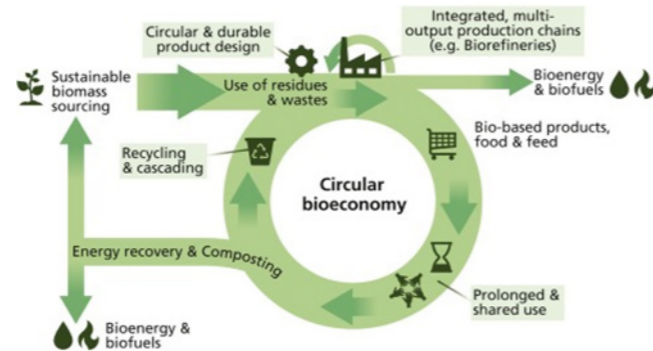 Circular & durable
product design
Integrated, multi-
output production chains
(e.g. Biorefineries)
Sustainable
biomass
sourcing
Use of residues
& wastes
Bioenergy
& biofuels
Bio-based products,
food & feed
Recycling
& cascading
Circular
bioeconomy
Energy recovery & Composting
Prolonged &
shared use
Bioenergy &
biofuels